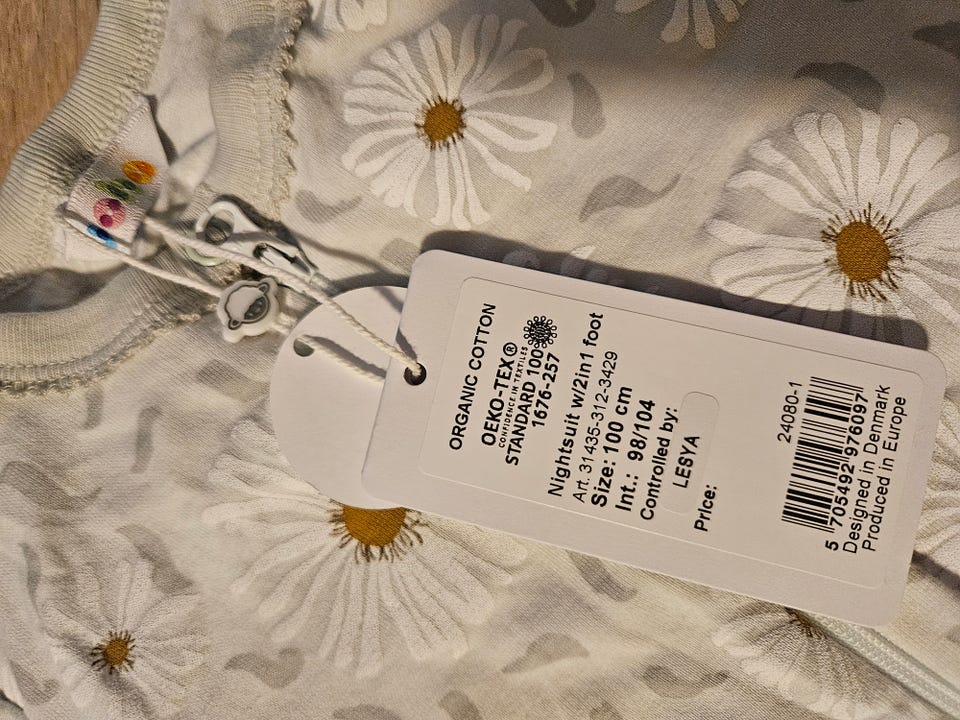 ORGANIC COTTON
OEKO-TEX®
CONFIDENCE IN TEXTILES
STANDARD 100
1676-257
Nightsuit w/2in1 foot
Art. 31435-312-3429
Size: 100 cm
Int.: 98/104
Controlled by:
LESYA
Price:
24080-1
5 705492 976097
Designed in Denmark
Produced in Europe